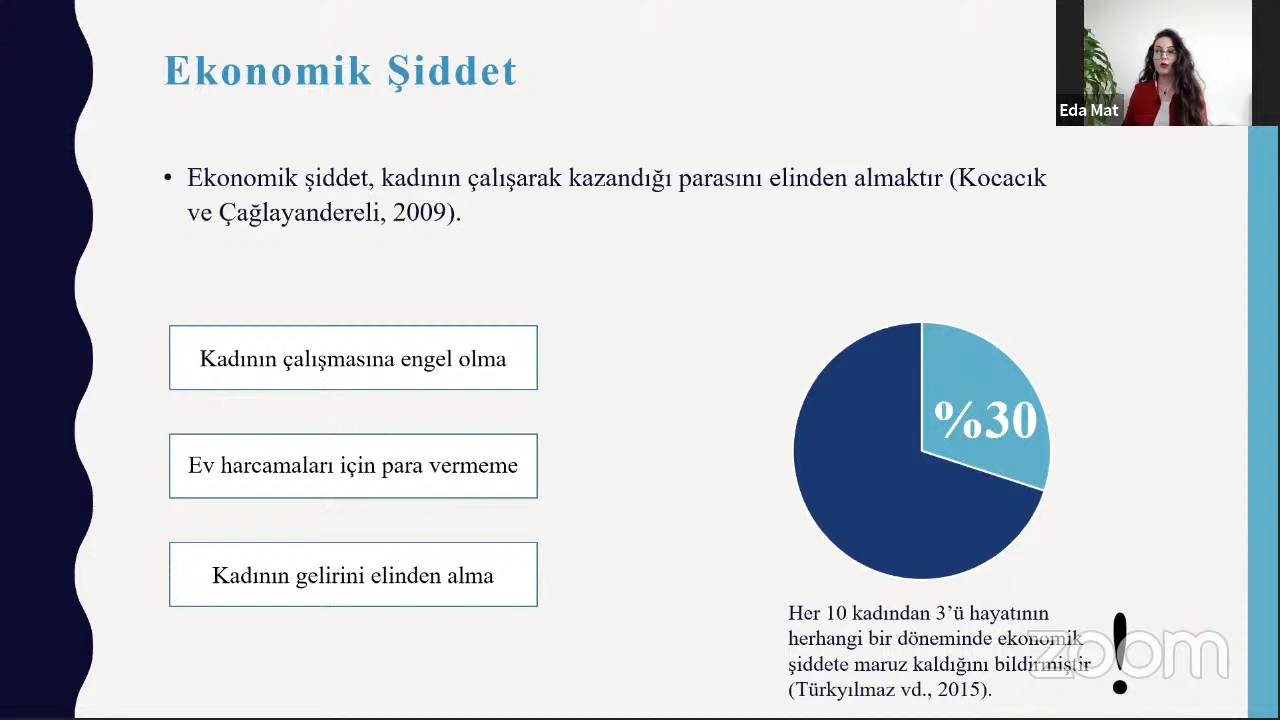 Ekonomik Şiddet
Eda Mat
• Ekonomik şiddet, kadının çalışarak kazandığı parasını elinden almaktır (Kocacık
ve Çağlayandereli, 2009).
Kadının çalışmasına engel olma
Ev harcamaları için para vermeme
Kadının gelirini elinden alma
%30
Her 10 kadından 3’ü hayatının
herhangi bir döneminde ekonomik
şiddete maruz kaldığını bildirmiştir
(Türkyılmaz vd., 2015).
!
zoom